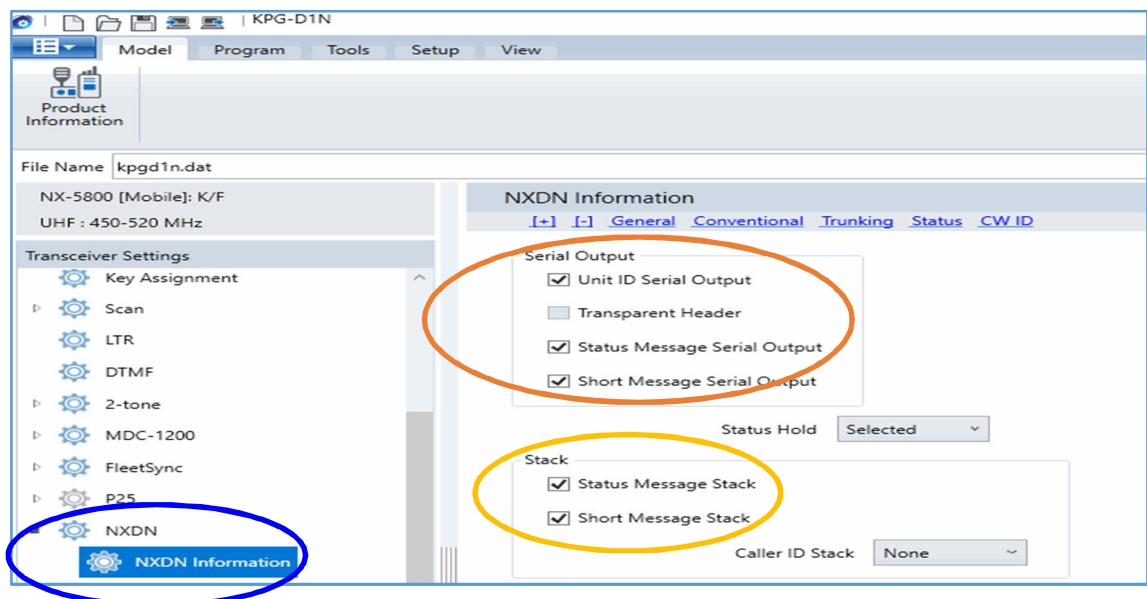 KPG-D1N
Model Program Tools Setup View
Product
Information
File Name kpgd1n.dat
NX-5800 [Mobile]: K/F
UHF : 450-520 MHz
Transceiver Settings
Key Assignment
Scan
LTR
DTMF
2-tone
MDC-1200
FleetSync
P25
NXDN
NXDN Information
NXDN Information
[+] [-] General Conventional Trunking Status CW ID
Serial Output
Unit ID Serial Output
Transparent Header
Status Message Serial Output
Short Message Serial Output
Status Hold Selected
Stack
Status Message Stack
Short Message Stack
Caller ID Stack None